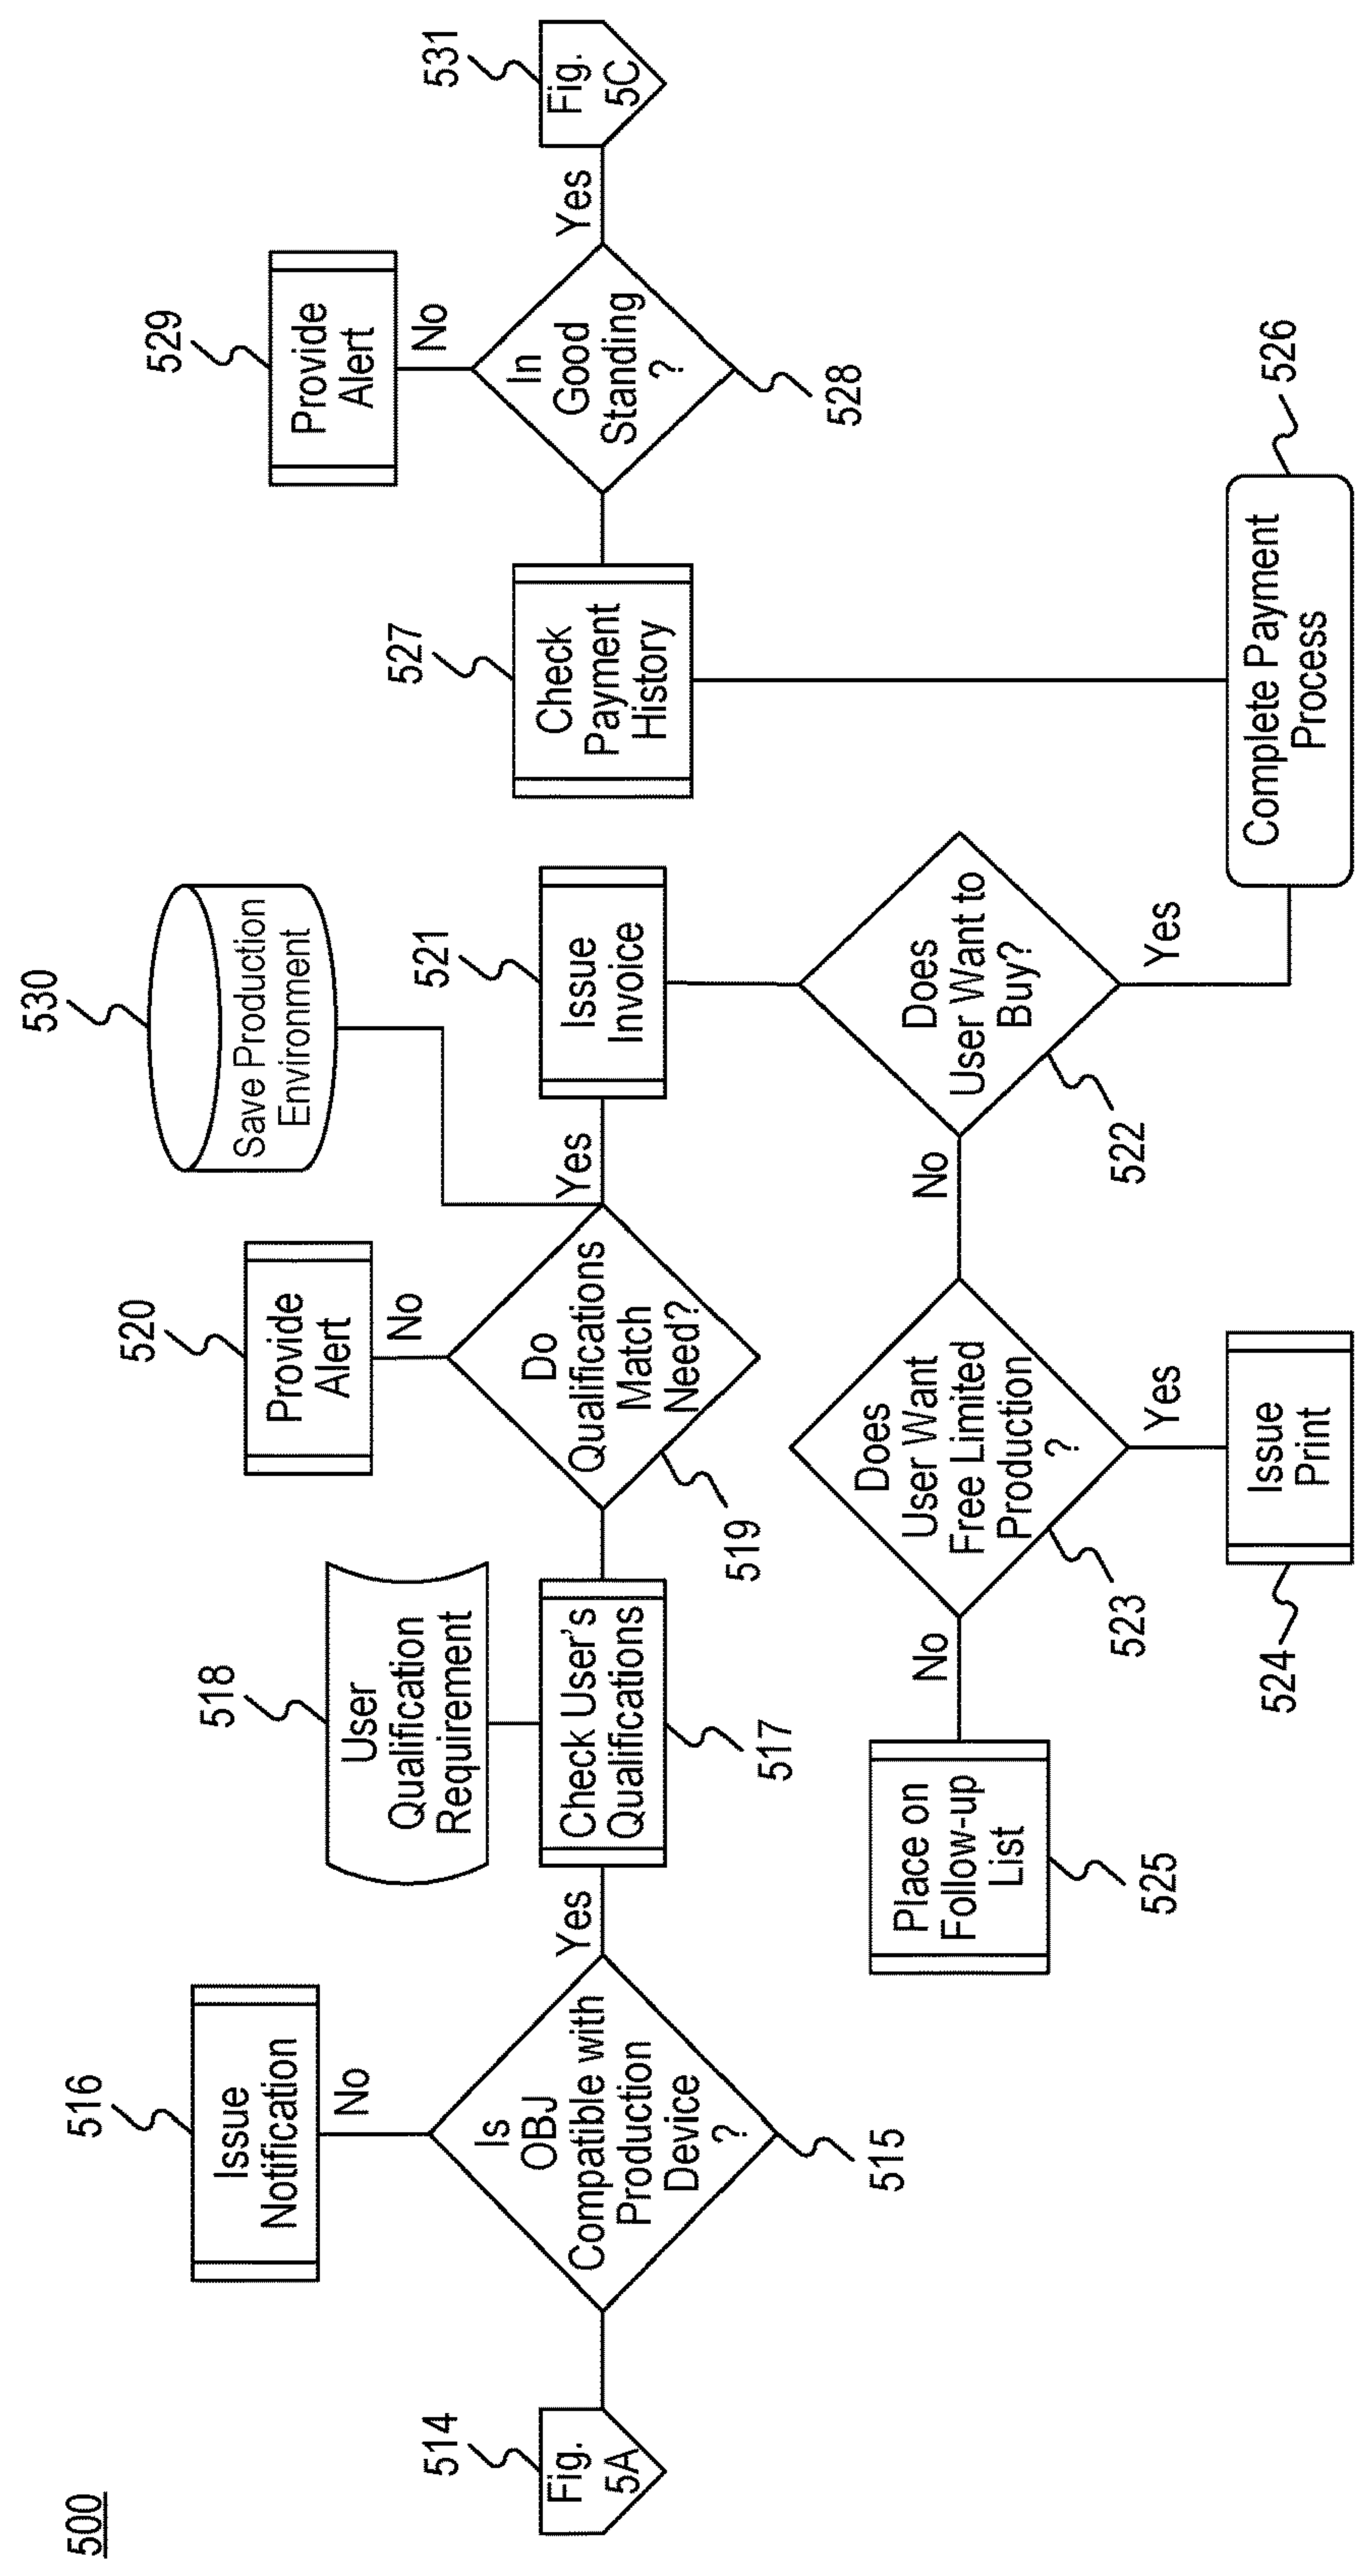 500
514
Fig.
5A
Is
OBJ
Compatible with
Production
Device
?
515
No
516
Issue
Notification
Yes
Check User's
Qualifications
517
518
User
Qualification
Requirement
Do
Qualifications
Match
Need?
519
No
520
Provide
Alert
Yes
530
Save Production
Environment
521
Issue
Invoice
Does
User Want to
Buy?
522
No
Does
User Want
Free Limited
Production
?
523
No
Place on
Follow-up
List
525
Yes
Issue
Print
524
Yes
Complete Payment
Process
526
527
Check
Payment
History
In
Good
Standing
?
528
No
529
Provide
Alert
Yes
531
Fig.
5C